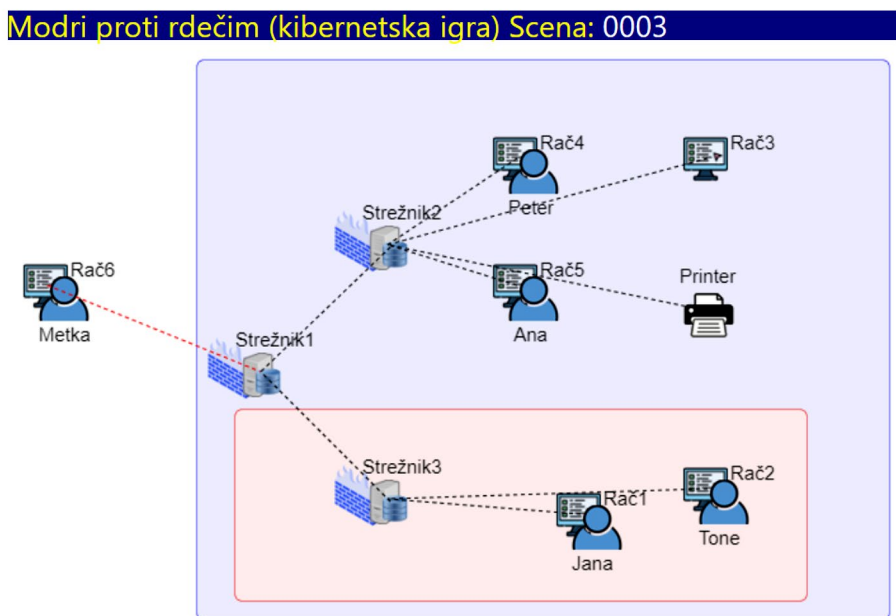 Modri proti rdečim (kibernetska igra) Scena: 0003
Rač4
Rač3
Peter
Strežnik2
Rač6
Rač5
Printer
Metka
Ana
Strežnik1
Strežnik3
Rač2
Rač1
Tone
Jana